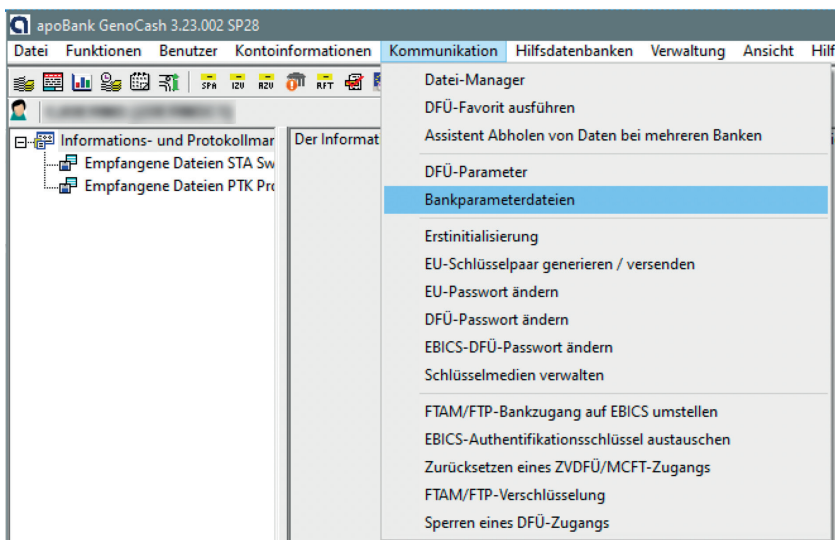 apoBank GenoCash 3.23.002 SP28
Datei Funktionen Benutzer Kontoinformationen Kommunikation Hilfsdatenbanken Verwaltung Ansicht Hilf
SPA IZU AZU RFT
Informations- und Protokollmar
Empfangene Dateien STA Sw
Empfangene Dateien PTK Pro
Der Informat
Datei-Manager
DFÜ-Favorit ausführen
Assistent Abholen von Daten bei mehreren Banken
DFÜ-Parameter
Bankparameterdateien
Erstinitialisierung
EU-Schlüsselpaar generieren / versenden
EU-Passwort ändern
DFÜ-Passwort ändern
EBICS-DFÜ-Passwort ändern
Schlüsselmedien verwalten
FTAM/FTP-Bankzugang auf EBICS umstellen
EBICS-Authentifikationsschlüssel austauschen
Zurücksetzen eines ZVDFÜ/MCFT-Zugangs
FTAM/FTP-Verschlüsselung
Sperren eines DFÜ-Zugangs